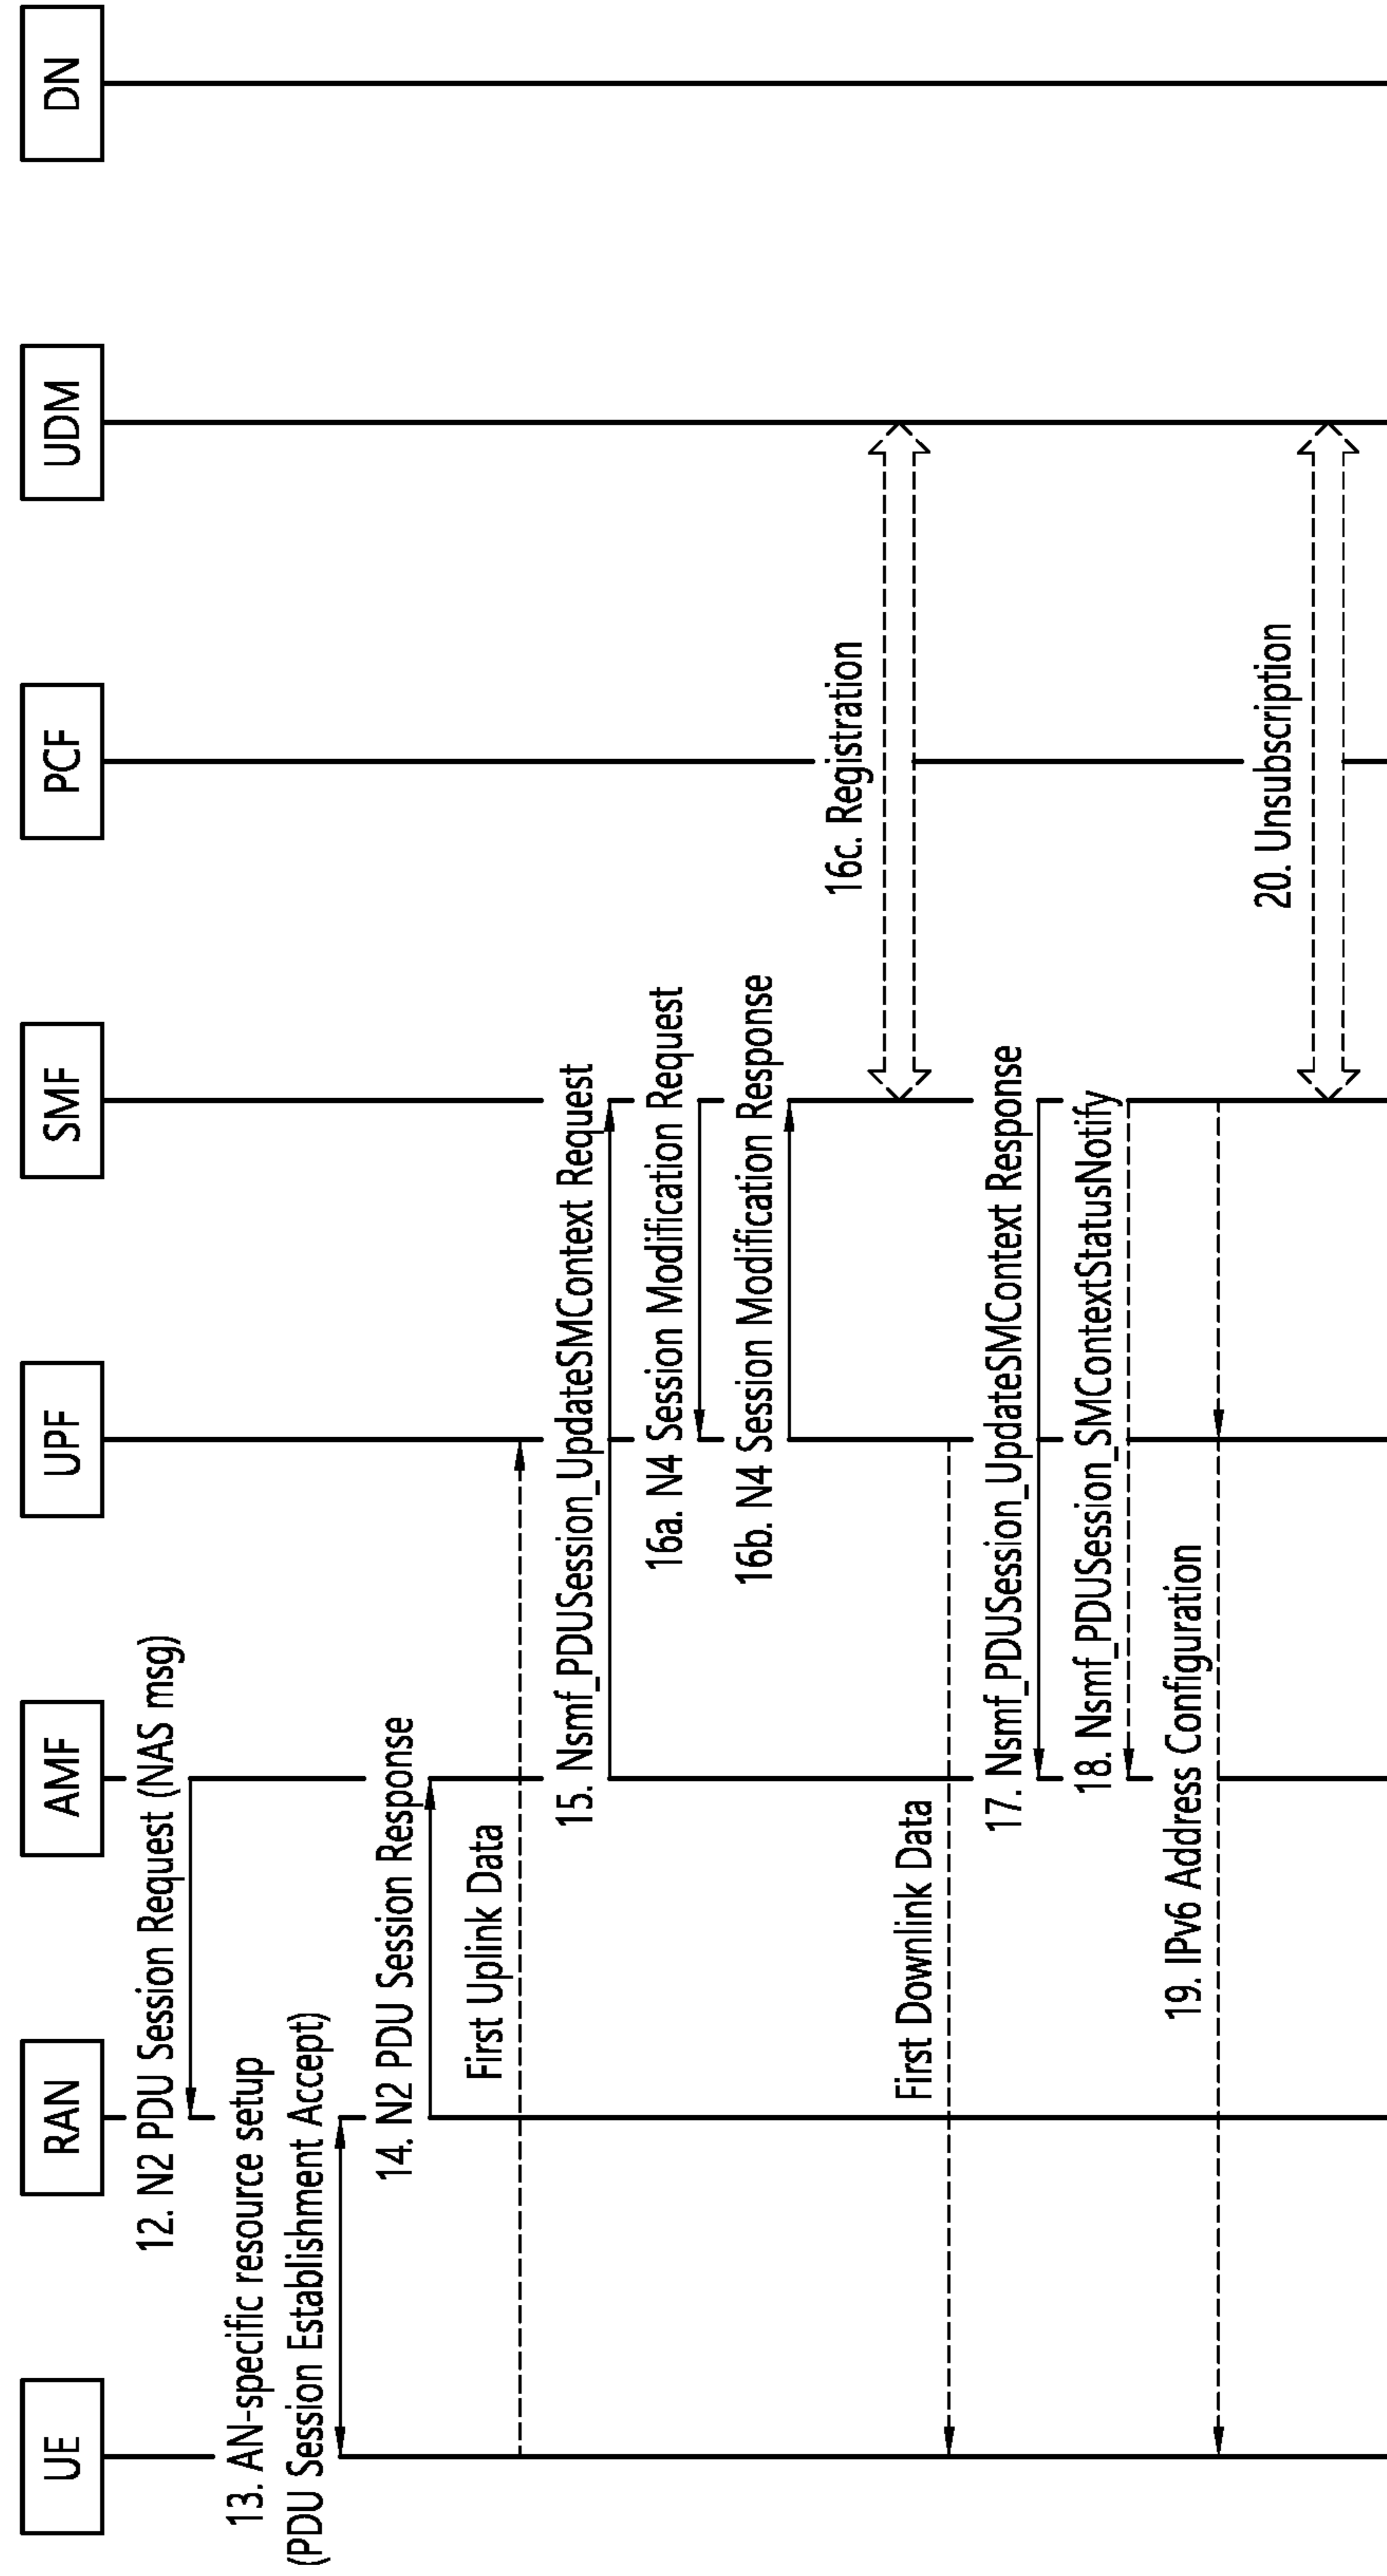 UE
RAN
AMF
UPF
SMF
PCF
UDM
DN
12. N2 PDU Session Request (NAS msg)
13. AN-specific resource setup
(PDU Session Establishment Accept)
14. N2 PDU Session Response
First Uplink Data
15. Nsmf_PDUSession_UpdateSMContext Request
16a. N4 Session Modification Request
16b. N4 Session Modification Response
16c. Registration
First Downlink Data
17. Nsmf_PDUSession_UpdateSMContext Response
18. Nsmf_PDUSession_SMContextStatusNotify
19. IPv6 Address Configuration
20. Unsubscription